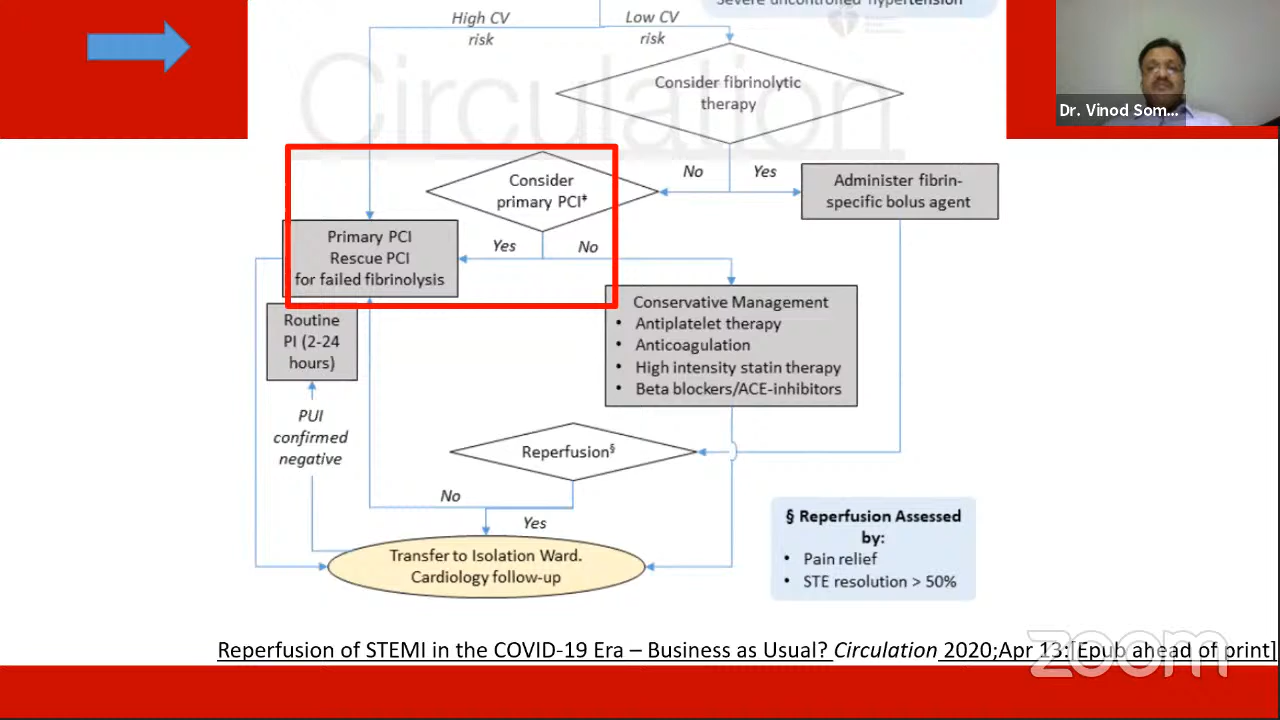 Severe uncontrolled hypertension
High CV
risk
Low CV
risk
Circulation
Consider fibrinolytic
therapy
Dr. Vinod Som...
No
Yes
Consider
primary PCI‡
Administer fibrin-
specific bolus agent
Primary PCI
Rescue PCI
for failed fibrinolysis
Yes
No
Conservative Management
• Antiplatelet therapy
• Anticoagulation
• High intensity statin therapy
• Beta blockers/ACE-inhibitors
Routine
PI (2-24
hours)
PUI
confirmed
negative
Reperfusion§
No
Yes
§ Reperfusion Assessed
by:
• Pain relief
• STE resolution > 50%
Transfer to Isolation Ward.
Cardiology follow-up
Reperfusion of STEMI in the COVID-19 Era – Business as Usual? Circulation 2020;Apr 13:[Epub ahead of print]
zoom